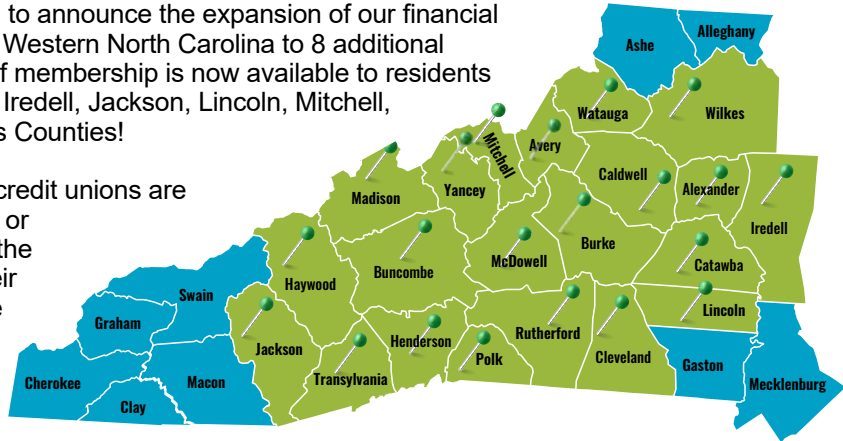 to announce the expansion of our financial
Western North Carolina to 8 additional
f membership is now available to residents
Iredell, Jackson, Lincoln, Mitchell,
s Counties!
credit unions are
or
the
eir
e
Ashe
Alleghany
Watauga
Wilkes
Mitchell
Avery
Caldwell
Alexander
Madison
Yancey
Iredell
Burke
McDowell
Catawba
Buncombe
Haywood
Swain
Lincoln
Graham
Rutherford
Henderson
Jackson
Polk
Cleveland
Gaston
Transylvania
Cherokee
Macon
Mecklenburg
Clay